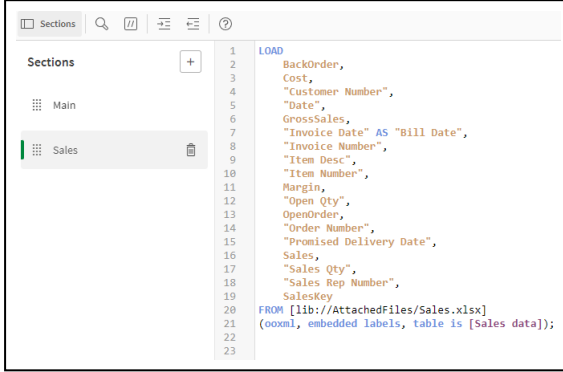 Sections
//
?
Sections
+
Main
Sales
1 LOAD
2 BackOrder,
3 Cost,
4 "Customer Number",
5 "Date",
6 GrossSales,
7 "Invoice Date" AS "Bill Date",
8 "Invoice Number",
9 "Item Desc",
10 "Item Number",
11 Margin,
12 "Open Qty",
13 OpenOrder,
14 "Order Number",
15 "Promised Delivery Date",
16 Sales,
17 "Sales Qty",
18 "Sales Rep Number",
19 SalesKey
20 FROM [lib://AttachedFiles/Sales.xlsx]
21 (ooxml, embedded labels, table is [Sales data]);
22
23